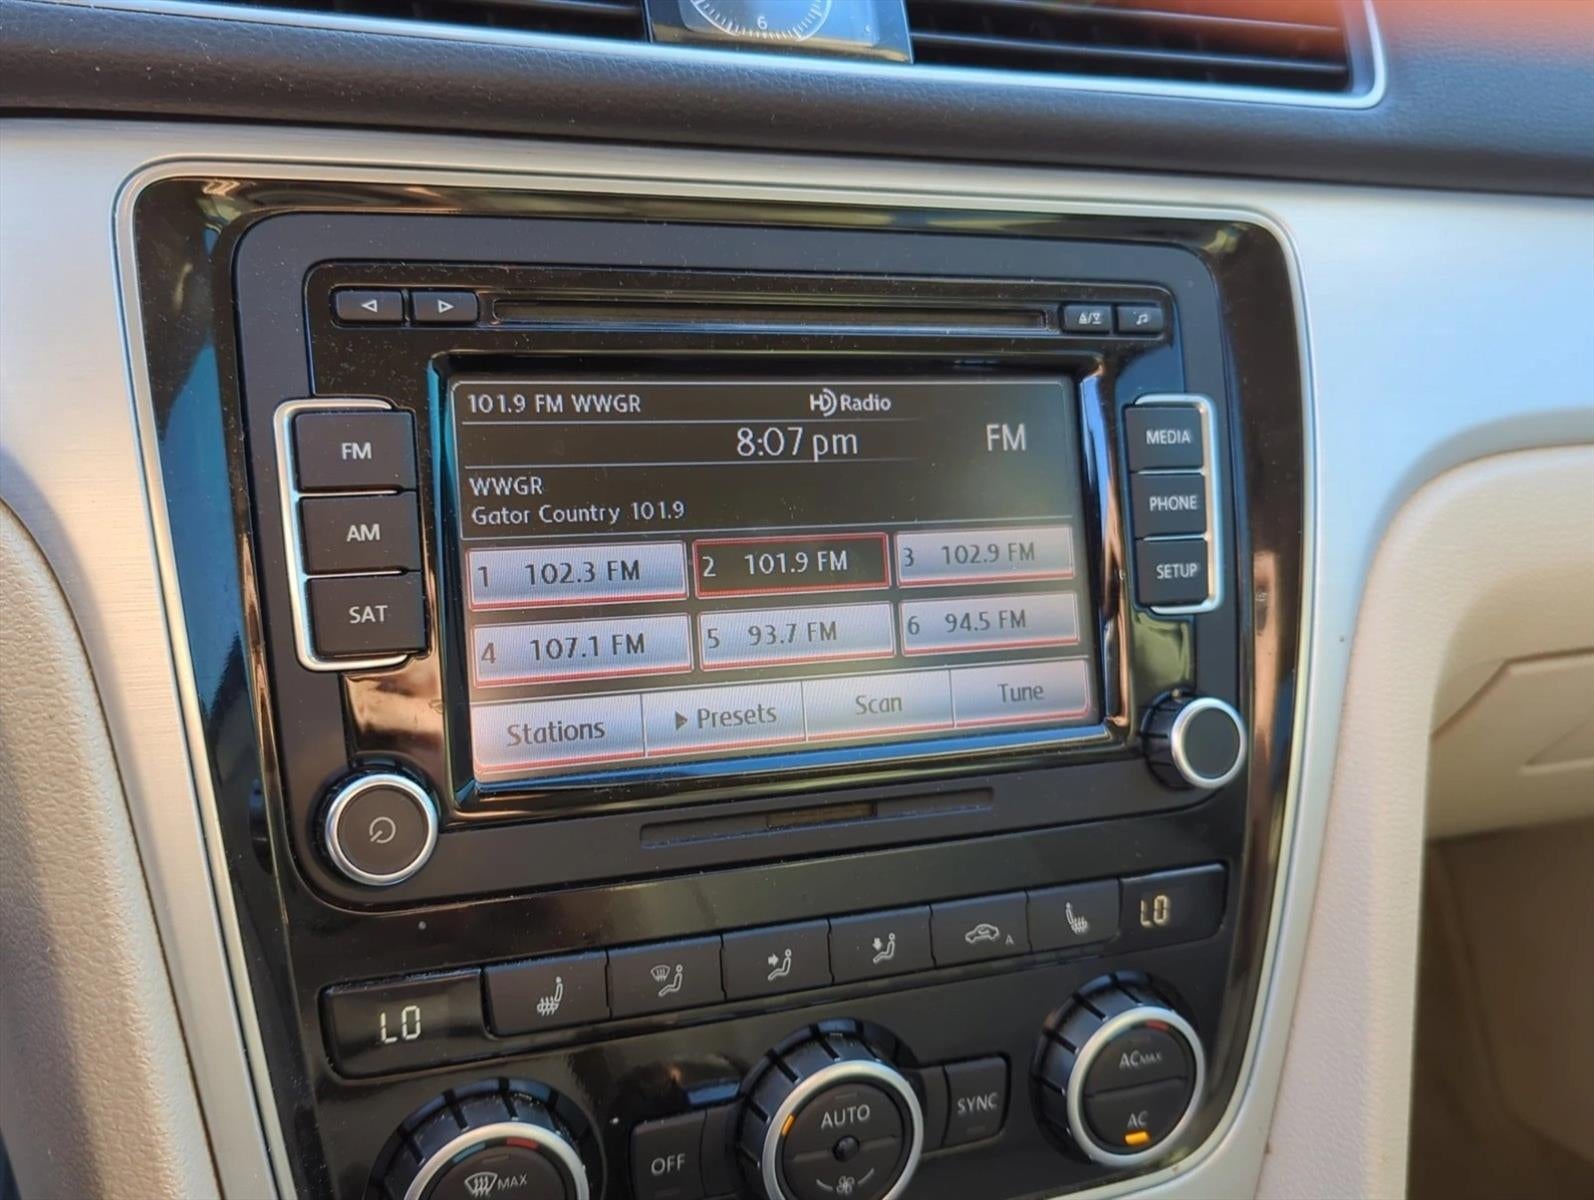 6
101.9 FM WWGR HD Radio
8:07 pm FM
WWGR
Gator Country 101.9
1 102.3 FM 2 101.9 FM 3 102.9 FM
4 107.1 FM 5 93.7 FM 6 94.5 FM
Stations Presets Scan Tune
FM
AM
SAT
MEDIA
PHONE
SETUP
LO A LO
MAX OFF AUTO SYNC AC MAX
AC